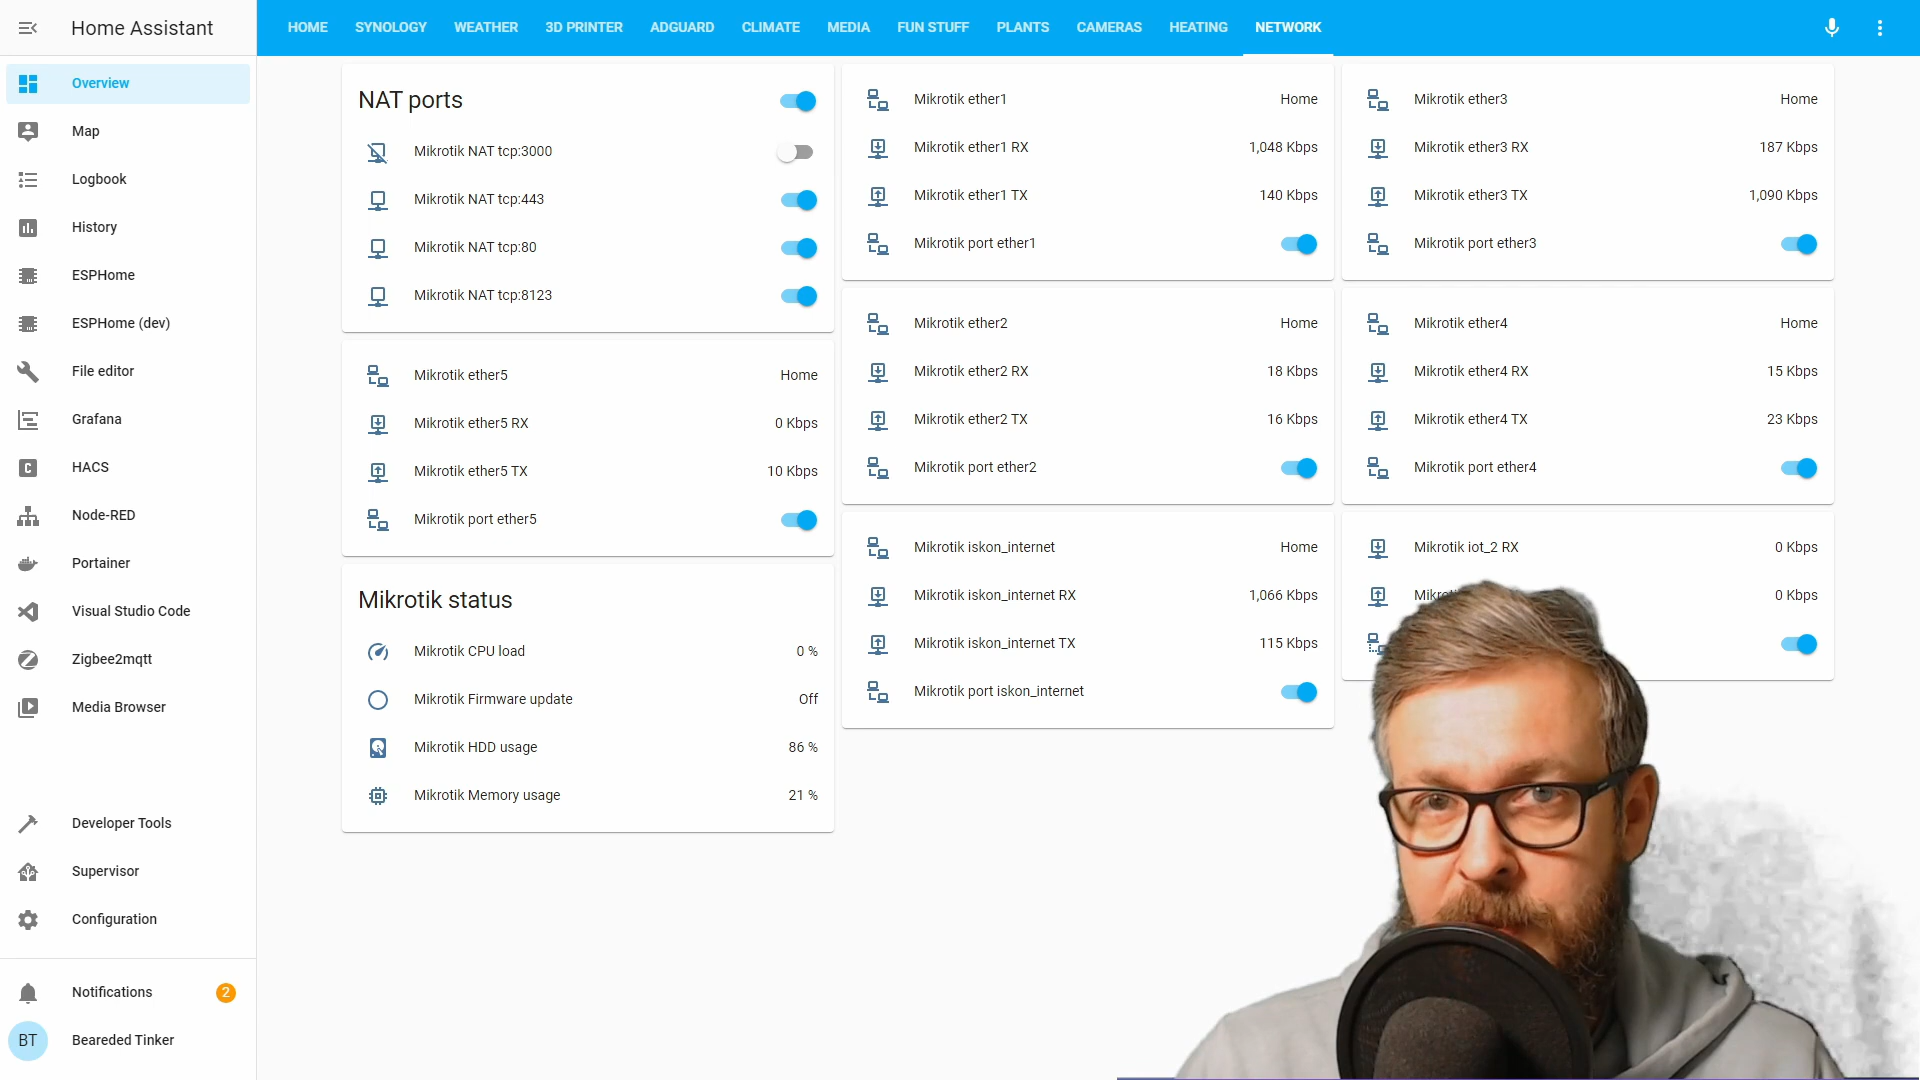 Home Assistant
HOME
SYNOLOGY
WEATHER
3D PRINTER
ADGUARD
CLIMATE
MEDIA
FUN STUFF
PLANTS
CAMERAS
HEATING
NETWORK
Overview
Map
Logbook
History
ESPHome
ESPHome (dev)
File editor
Grafana
C
HACS
Node-RED
Portainer
Visual Studio Code
Zigbee2mqtt
Media Browser
Developer Tools
Supervisor
Configuration
Notifications
2
BT
Beareded Tinker
NAT ports
Mikrotik NAT tcp:3000
Mikrotik NAT tcp:443
Mikrotik NAT tcp:80
Mikrotik NAT tcp:8123
Mikrotik ether5 Home
Mikrotik ether5 RX 0 Kbps
Mikrotik ether5 TX 10 Kbps
Mikrotik port ether5
Mikrotik status
Mikrotik CPU load 0 %
Mikrotik Firmware update Off
Mikrotik HDD usage 86 %
Mikrotik Memory usage 21 %
Mikrotik ether1 Home
Mikrotik ether1 RX 1,048 Kbps
Mikrotik ether1 TX 140 Kbps
Mikrotik port ether1
Mikrotik ether2 Home
Mikrotik ether2 RX 18 Kbps
Mikrotik ether2 TX 16 Kbps
Mikrotik port ether2
Mikrotik iskon_internet Home
Mikrotik iskon_internet RX 1,066 Kbps
Mikrotik iskon_internet TX 115 Kbps
Mikrotik port iskon_internet
Mikrotik ether3 Home
Mikrotik ether3 RX 187 Kbps
Mikrotik ether3 TX 1,090 Kbps
Mikrotik port ether3
Mikrotik ether4 Home
Mikrotik ether4 RX 15 Kbps
Mikrotik ether4 TX 23 Kbps
Mikrotik port ether4
Mikrotik iot_2 RX 0 Kbps
0 Kbps